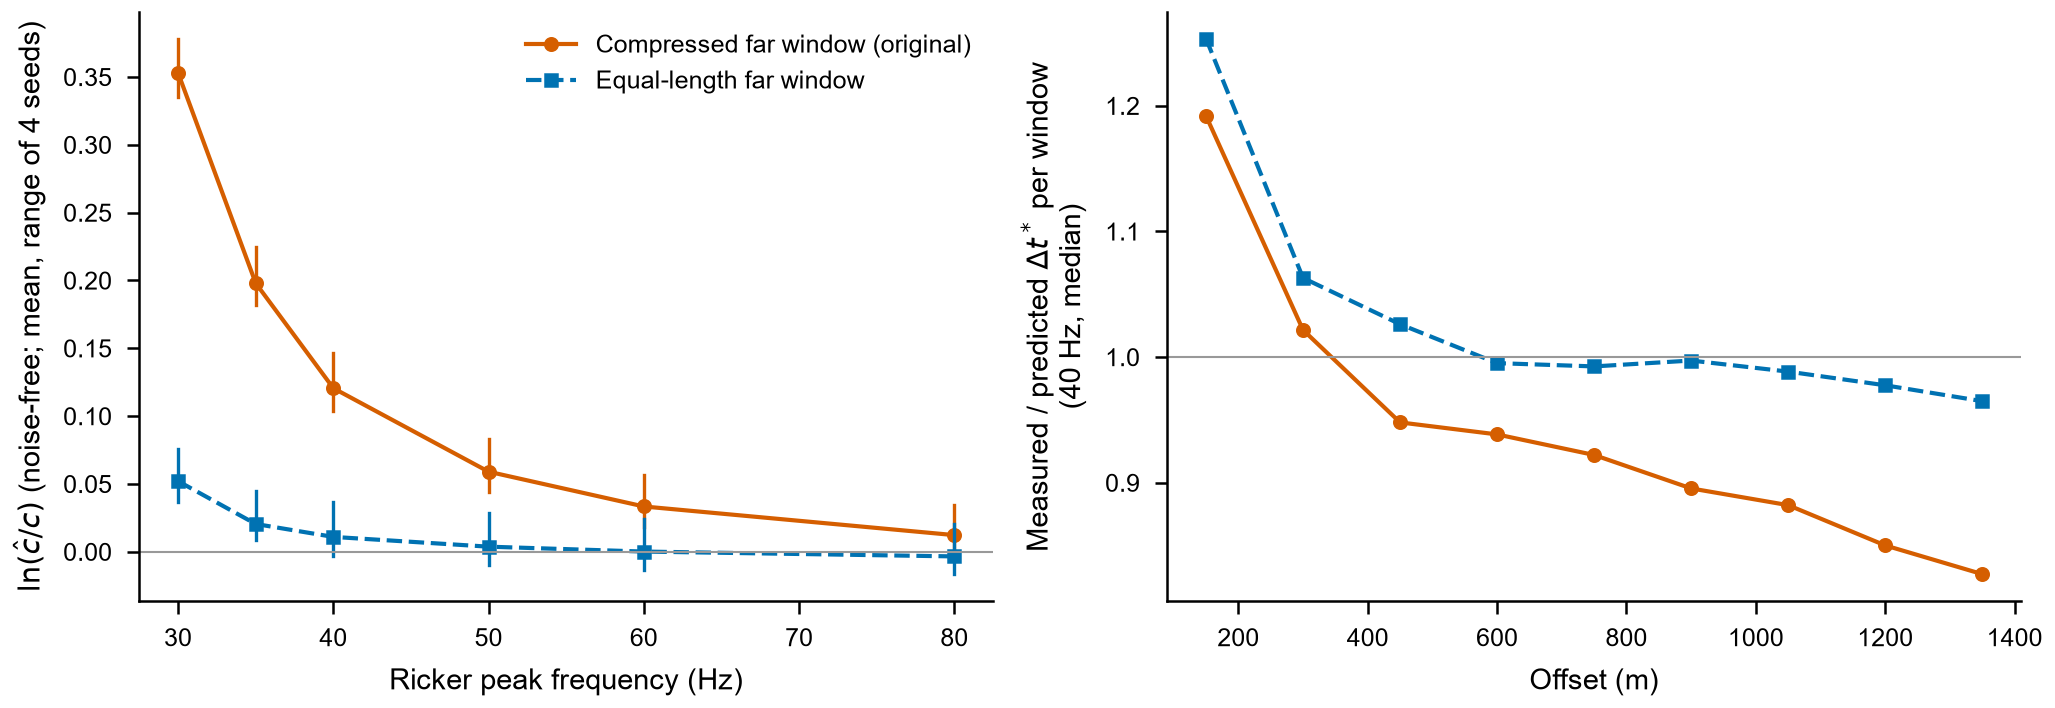 ln(ĉ/c) (noise-free; mean, range of 4 seeds)
0.35
0.30
0.25
0.20
0.15
0.10
0.05
0.00
Compressed far window (original)
Equal-length far window
30 40 50 60 70 80
Ricker peak frequency (Hz)
Measured / predicted Δt* per window
(40 Hz, median)
1.2
1.1
1.0
0.9
200 400 600 800 1000 1200 1400
Offset (m)